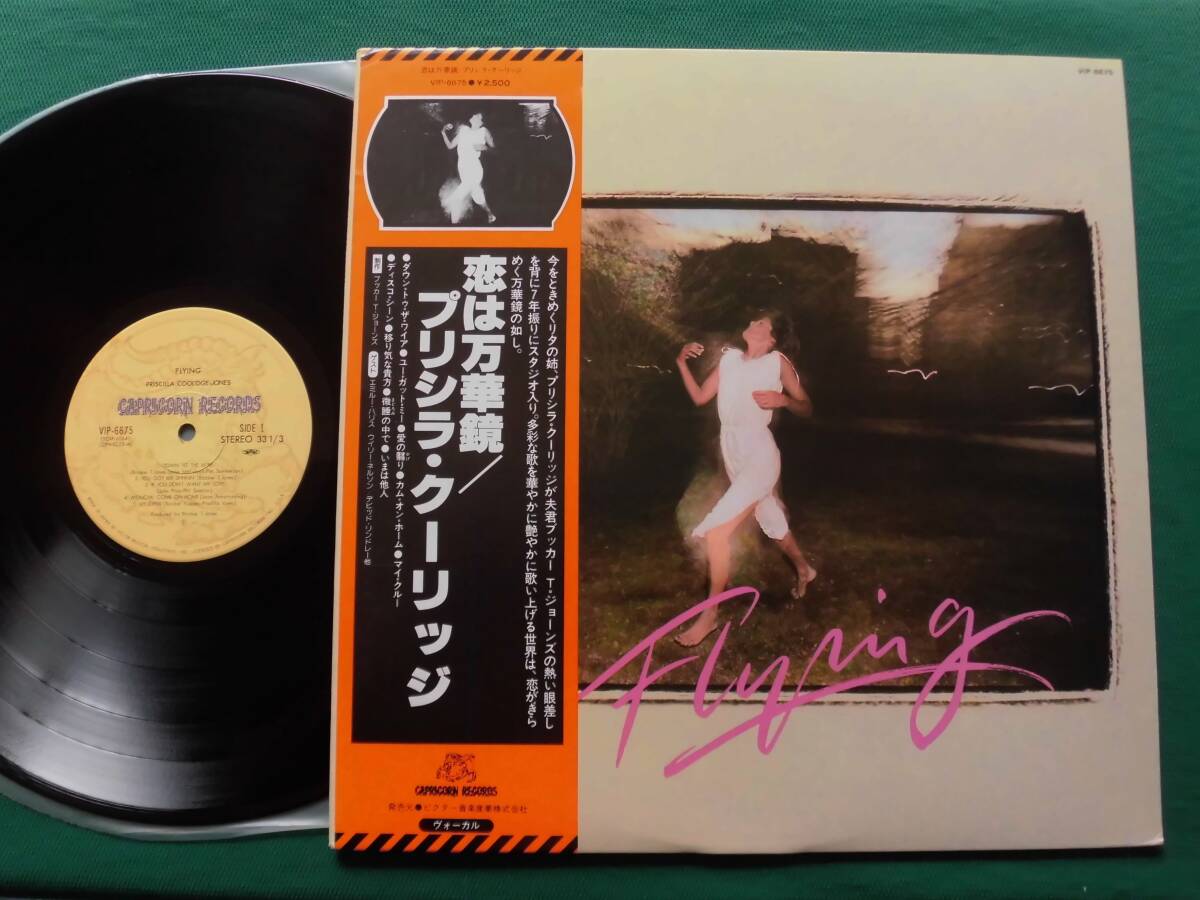 FLYING
PRISCILLA COOLIDGE-JONES
CAPRICORN RECORDS
VIP-6675
SIDE 1
STEREO 33 1/3
恋は万華鏡/プリシラ・クーリッジ
VIP-6675●¥2,500
恋は万華鏡/
プリシラ・クーリッジ
●ダウン・トゥ・ザ・ワイア●ユー・ガット・ミー●愛の翳り●カム・オン・ホーム●マイ・クルー
●ディスコ・シーン●移り気な貴方●微睡の中で●いまは他人
制作 ブッカー・T・ジョーンズ ゲスト エミルー・ハリス ウイリー・ネルソン デビッド・リンドレー他
今をときめくリタの姉、プリシラ・クーリッジが夫君ブッカー T・ジョーンズの熱い眼差し
を背に7年振りにスタジオ入り。多彩な歌を華やかに艶やかに歌い上げる世界は、恋がきら
めく万華鏡の如し。
CAPRICORN RECORDS
発売元●ビクター音楽産業株式会社
ヴォーカル
VIP-6675
Flying